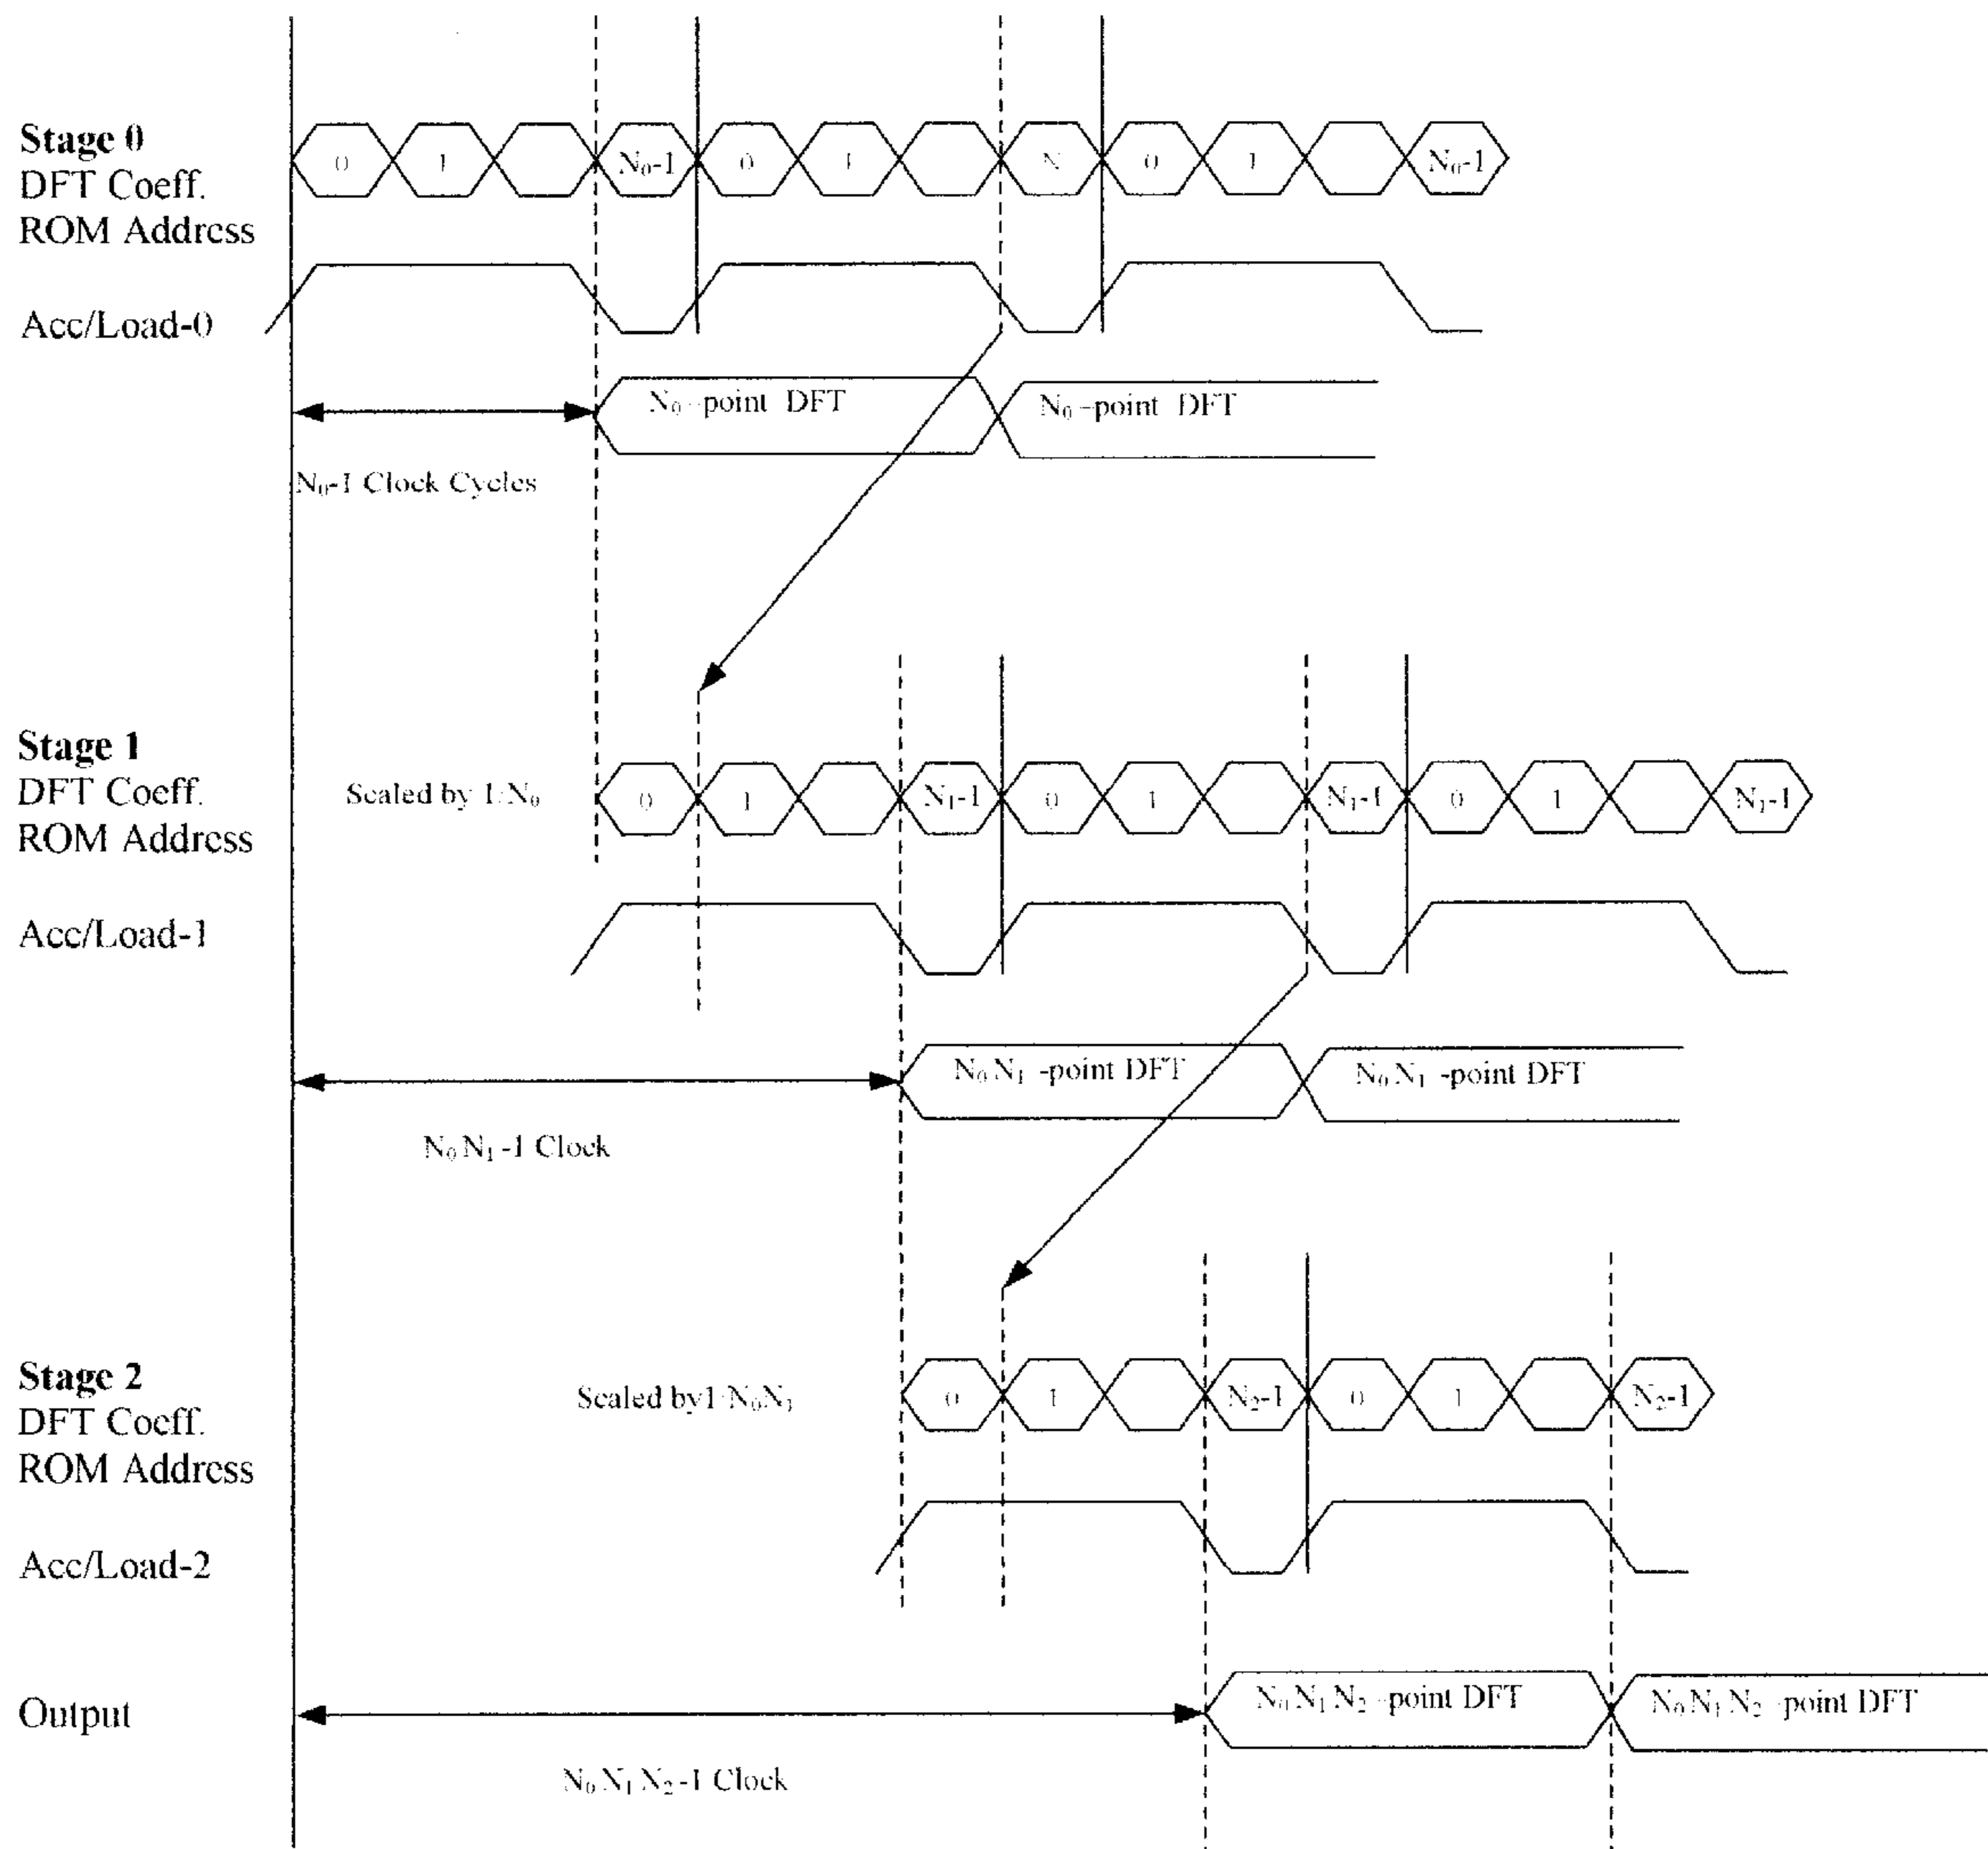 Stage 0
DFT Coeff.
ROM Address
0 1 N₀-1 0 1 N 0 1 N₀-1
Acc/Load-0
N₀-point DFT N₀-point DFT
N₀-1 Clock Cycles
Stage 1
DFT Coeff.
ROM Address
Scaled by 1:N₀
0 1 N₁-1 0 1 N₁-1 0 1 N₁-1
Acc/Load-1
N₀N₁-point DFT N₀N₁-point DFT
N₀N₁-1 Clock
Stage 2
DFT Coeff.
ROM Address
Scaled by1:N₀N₁
0 1 N₂-1 0 1 N₂-1
Acc/Load-2
Output
N₀N₁N₂-point DFT N₀N₁N₂-point DFT
N₀N₁N₂-1 Clock